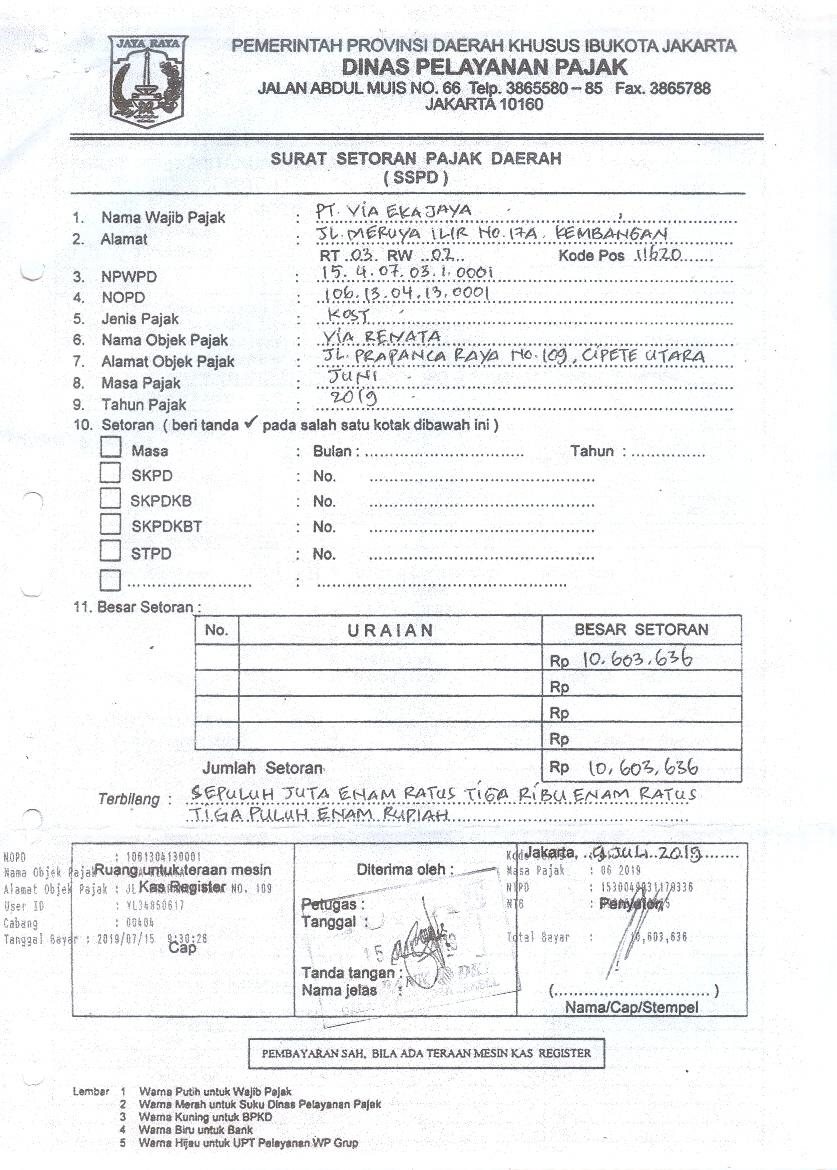 JAYA RAYA
PEMERINTAH PROVINSI DAERAH KHUSUS IBUKOTA JAKARTA
DINAS PELAYANAN PAJAK
JALAN ABDUL MUIS NO. 66 Telp. 3865580 – 85 Fax. 3865788
JAKARTA 10160
SURAT SETORAN PAJAK DAERAH
( SSPD )
1. Nama Wajib Pajak : PT. VIA EKAJAYA
2. Alamat : JL. MERUYA ILIR NO. 17A. KEMBANGAN
RT 03. RW 02. Kode Pos 11620
3. NPWPD : 15. 4. 07. 03. 1. 0001
4. NOPD : 106. 13. 04. 13. 0001
5. Jenis Pajak : KOST
6. Nama Objek Pajak : VIA RENATA
7. Alamat Objek Pajak : JL. PRAPANCA RAYA NO. 109, CIPETE UTARA
8. Masa Pajak : JUNI
9. Tahun Pajak : 2019
10. Setoran ( beri tanda ✓ pada salah satu kotak dibawah ini )
Masa : Bulan : Tahun :
SKPD : No.
SKPDKB : No.
SKPDKBT : No.
STPD : No.
11. Besar Setoran :
No. URAIAN BESAR SETORAN
Rp 10.603.636
Rp
Rp
Rp
Jumlah Setoran Rp 10,603,636
Terbilang : SEPULUH JUTA ENAM RATUS TIGA RIBU ENAM RATUS
TIGA PULUH ENAM RUPIAH
Ruang untuk teraan mesin
Kas Register
Cap
NOPD : 1061304130001
Nama Objek Pajak
Alamat Objek Pajak : JL NO. 109
User ID : YL34850617
Cabang : 00404
Tanggal Bayar : 2019/07/15 9:30:28
Diterima oleh :
Petugas :
Tanggal :
Tanda tangan :
Nama jelas :
BANK DKI
Jakarta, 9 JULI 2019
Masa Pajak : 06 2019
NTPD
NTB
Penyetor
Total Bayar : 10,603,636
( )
Nama/Cap/Stempel
PEMBAYARAN SAH, BILA ADA TERAAN MESIN KAS REGISTER
Lembar 1 Warna Putih untuk Wajib Pajak
2 Warna Merah untuk Suku Dinas Pelayanan Pajak
3 Warna Kuning untuk BPKD
4 Warna Biru untuk Bank
5 Warna Hijau untuk UPT Pelayanan WP Grup